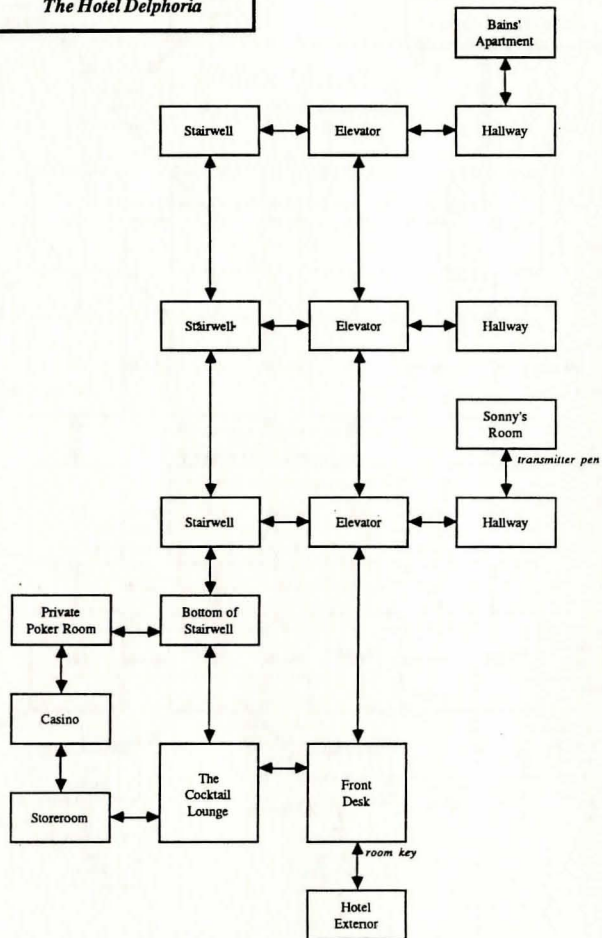 The Hotel Delphoria
Bains'
Apartment
Stairwell
Elevator
Hallway
Stairwell
Elevator
Hallway
Sonny's
Room
transmitter pen
Stairwell
Elevator
Hallway
Private
Poker Room
Bottom of
Stairwell
Casino
The
Cocktail
Lounge
Front
Desk
Storeroom
room key
Hotel
Exterior